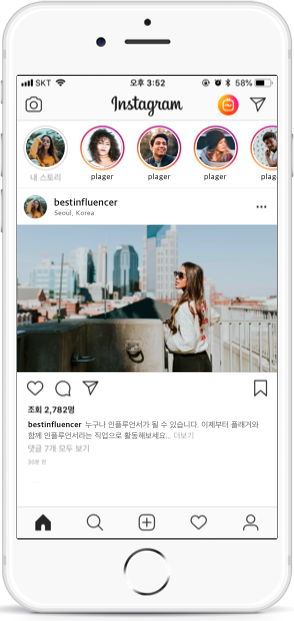 SKT 오후 3:52 58%
Instagram
내 스토리 plager plager plager plag
bestinfluencer
Seoul, Korea
조회 2,782명
bestinfluencer 누구나 인플루언서가 될 수 있습니다. 이제부터 플래거와
함께 인플루언서라는 직업으로 활동해보세요... 더보기
댓글 7개 모두 보기
30분 전